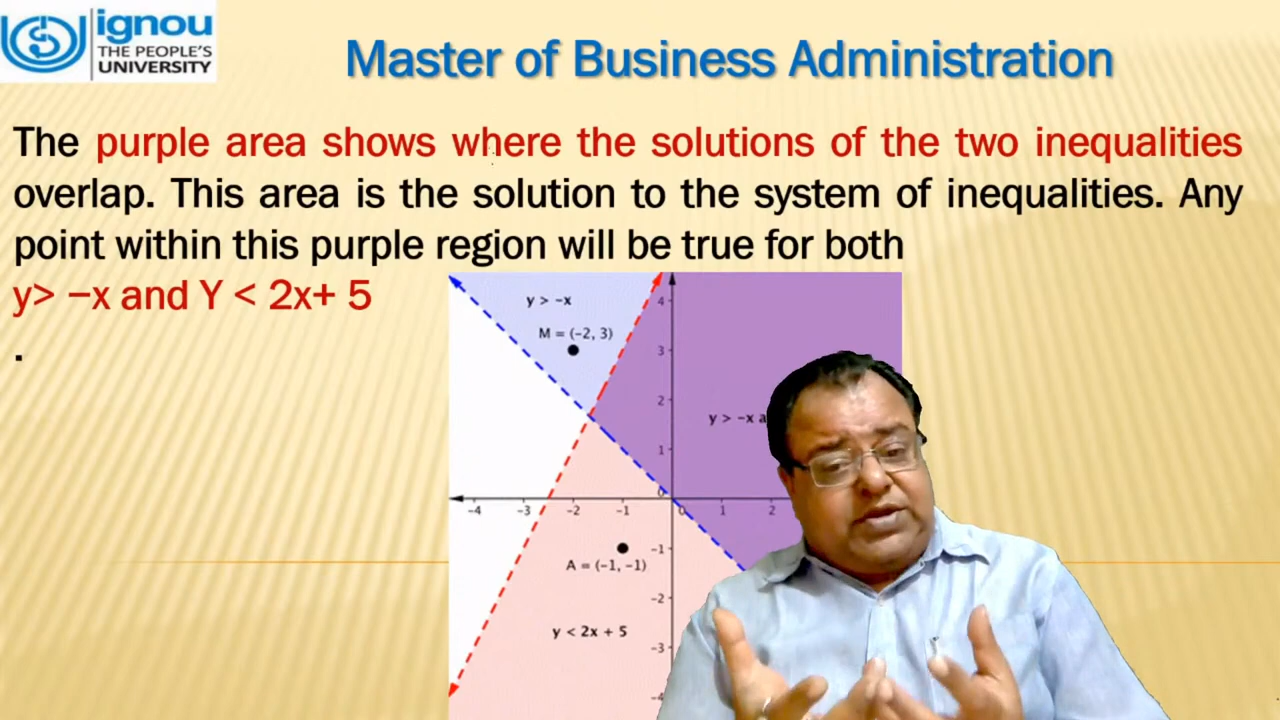 ignou
THE PEOPLE'S
UNIVERSITY
Master of Business Administration
The purple area shows where the solutions of the two inequalities
overlap. This area is the solution to the system of inequalities. Any
point within this purple region will be true for both
y> −x and Y < 2x+ 5
.
y > −x
M = (−2, 3)
4
3
2
y > −x a
1
0
−4 −3 −2 −1 0 1 2
−1
A = (−1, −1)
−2
y < 2x + 5
−3
−4